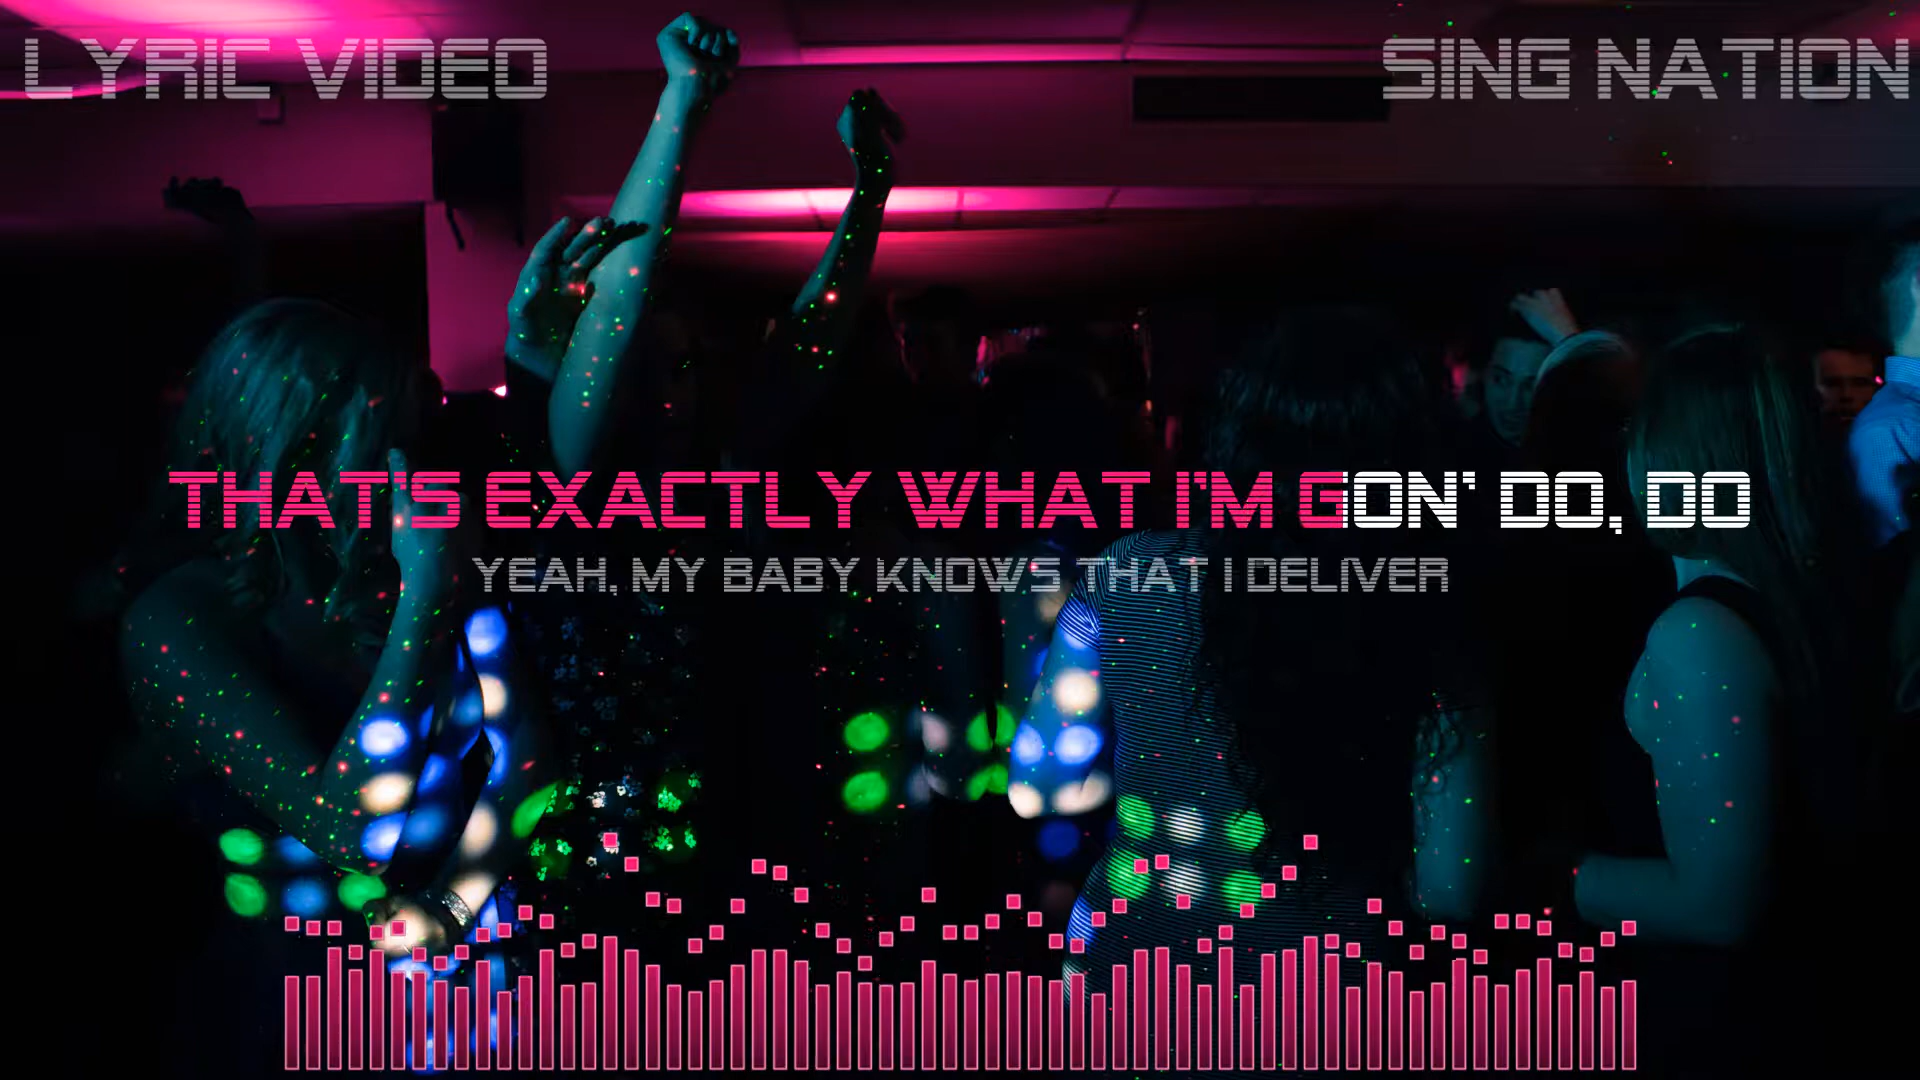 LYRIC VIDEO
SING NATION
THAT'S EXACTLY WHAT I'M GON' DO, DO
YEAH, MY BABY KNOWS THAT I DELIVER